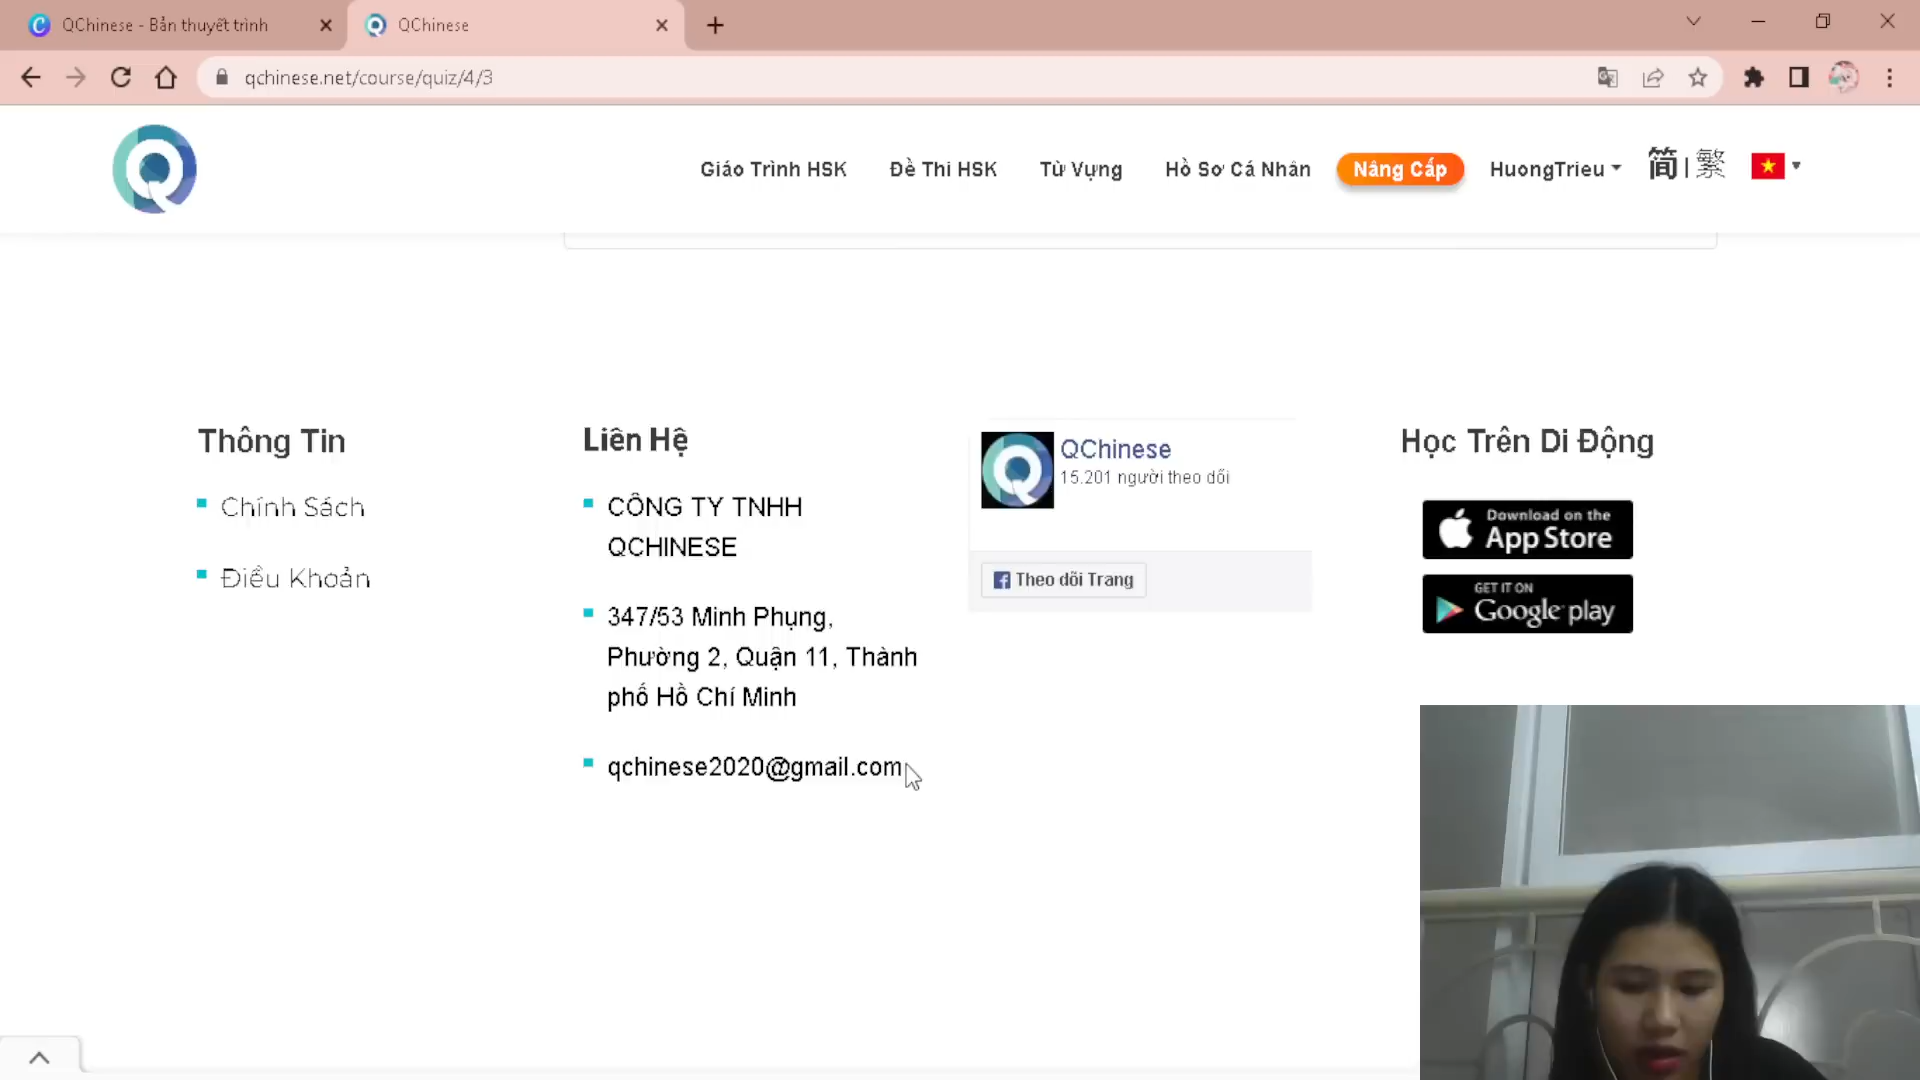 QChinese - Bản thuyết trình
QChinese
qchinese.net/course/quiz/4/3
Giáo Trình HSK
Đề Thi HSK
Từ Vựng
Hồ Sơ Cá Nhân
Nâng Cấp
HuongTrieu
简 | 繁
Thông Tin
Chính Sách
Điều Khoản
Liên Hệ
CÔNG TY TNHH
QCHINESE
347/53 Minh Phụng,
Phường 2, Quận 11, Thành
phố Hồ Chí Minh
qchinese2020@gmail.com
QChinese
15.201 người theo dõi
Theo dõi Trang
Học Trên Di Động
Download on the
App Store
GET IT ON
Google play